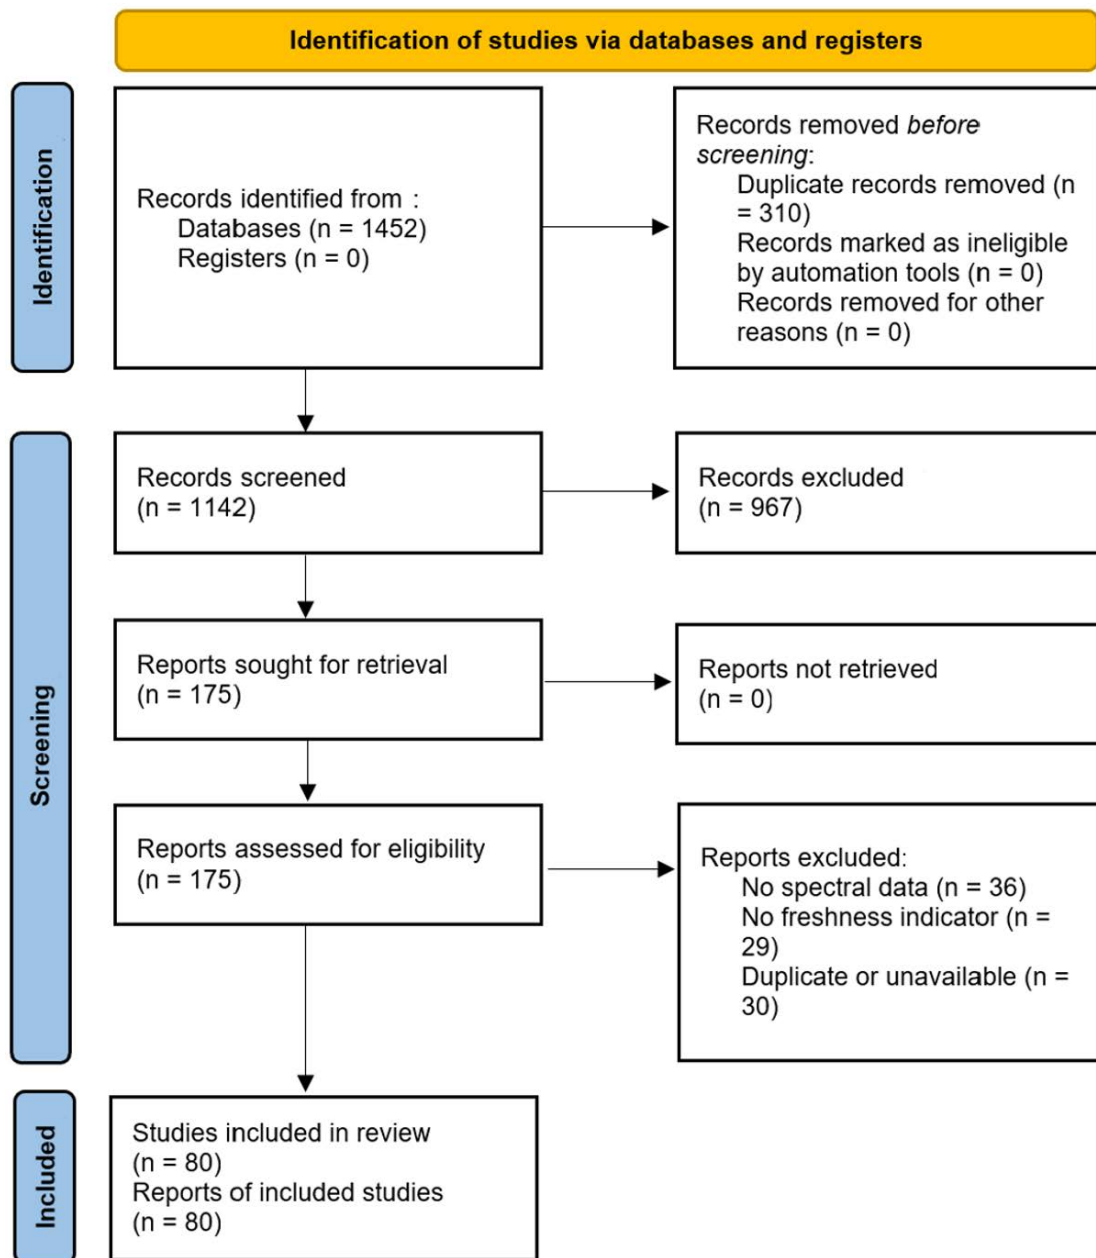 Identification of studies via databases and registers
Identification
Records identified from :
Databases (n = 1452)
Registers (n = 0)
Records removed before
screening:
Duplicate records removed (n
= 310)
Records marked as ineligible
by automation tools (n = 0)
Records removed for other
reasons (n = 0)
Screening
Records screened
(n = 1142)
Records excluded
(n = 967)
Reports sought for retrieval
(n = 175)
Reports not retrieved
(n = 0)
Reports assessed for eligibility
(n = 175)
Reports excluded:
No spectral data (n = 36)
No freshness indicator (n =
29)
Duplicate or unavailable (n =
30)
Included
Studies included in review
(n = 80)
Reports of included studies
(n = 80)